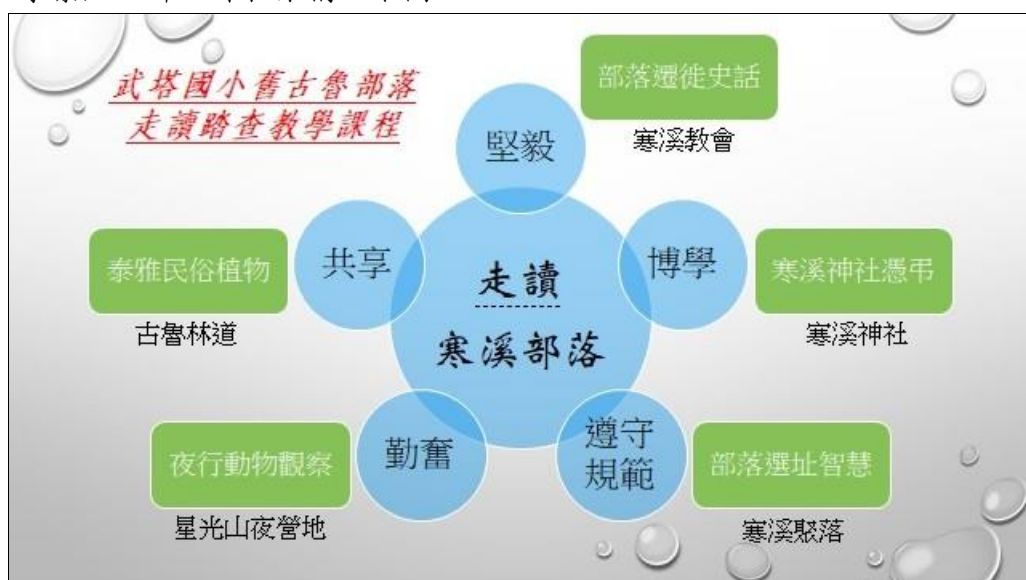 武塔國小舊古魯部落
走讀踏查教學課程
部落遷徙史話
寒溪教會
堅毅
共享
博學
泰雅民俗植物
古魯林道
寒溪神社憑弔
寒溪神社
走讀
寒溪部落
勤奮
遵守
規範
夜行動物觀察
星光山夜營地
部落選址智慧
寒溪聚落